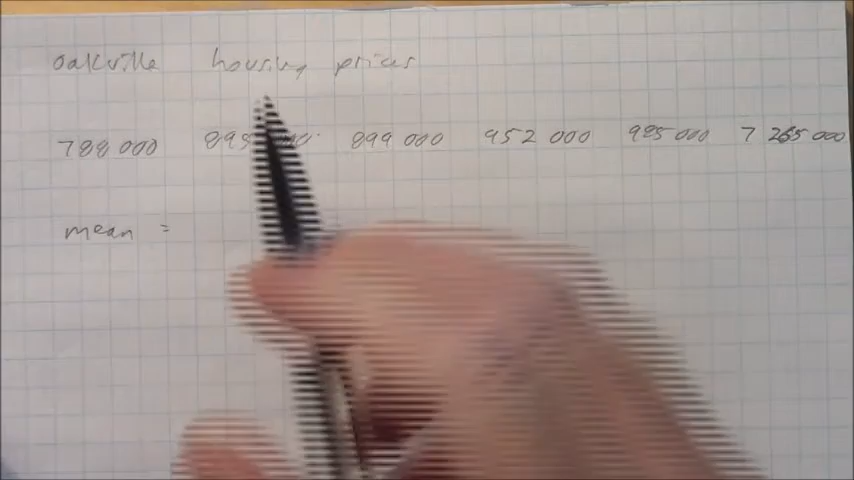 oakville housing prices
788 000 899 000 952 000 985 000 7 265 000
mean =